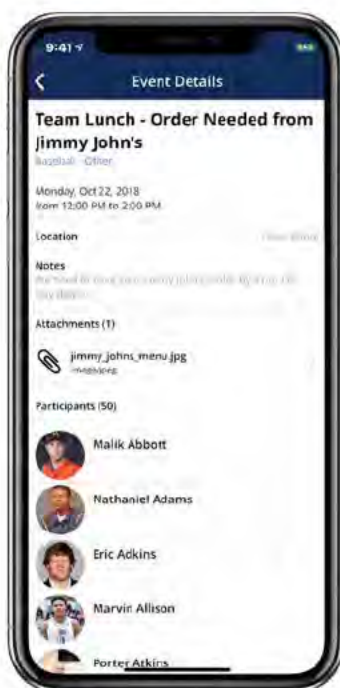 9:41
Event Details
Team Lunch - Order Needed from
Jimmy John's
Baseball - Other
Monday, Oct 22, 2018
from 12:00 PM to 2:00 PM
Location
Notes
Attachments (1)
jimmy_johns_menu.jpg
Participants (50)
Malik Abbott
Nathaniel Adams
Eric Adkins
Marvin Allison
Porter Atkins